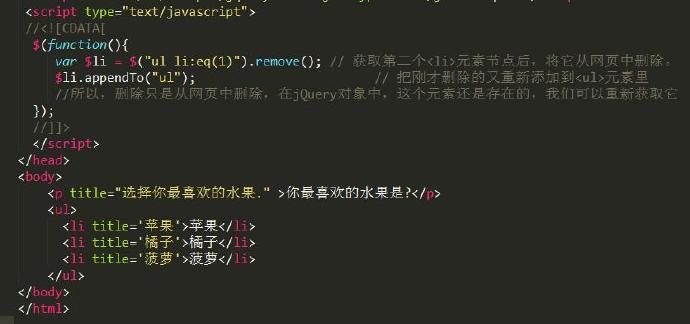 <script type="text/javascript">
//<![CDATA[
$(function(){
var $li = $("ul li:eq(1)").remove(); // 获取第二个<li>元素节点后，将它从网页中删除。
$li.appendTo("ul"); // 把刚才删除的又重新添加到<ul>元素里
//所以，删除只是从网页中删除，在jQuery对象中，这个元素还是存在的，我们可以重新获取它
});
//]]>
</script>
</head>
<body>
<p title="选择你最喜欢的水果." >你最喜欢的水果是?</p>
<ul>
<li title='苹果'>苹果</li>
<li title='橘子'>橘子</li>
<li title='菠萝'>菠萝</li>
</ul>
</body>
</html>